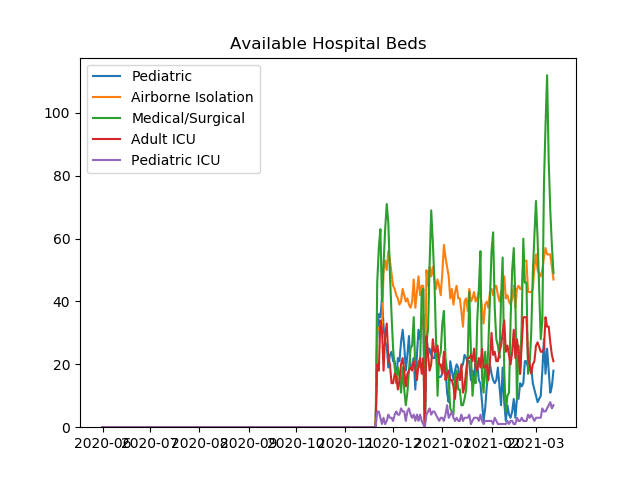 Available Hospital Beds
Pediatric
Airborne Isolation
Medical/Surgical
Adult ICU
Pediatric ICU
100
80
60
40
20
0
2020-06 2020-07 2020-08 2020-09 2020-10 2020-11 2020-12 2021-01 2021-02 2021-03